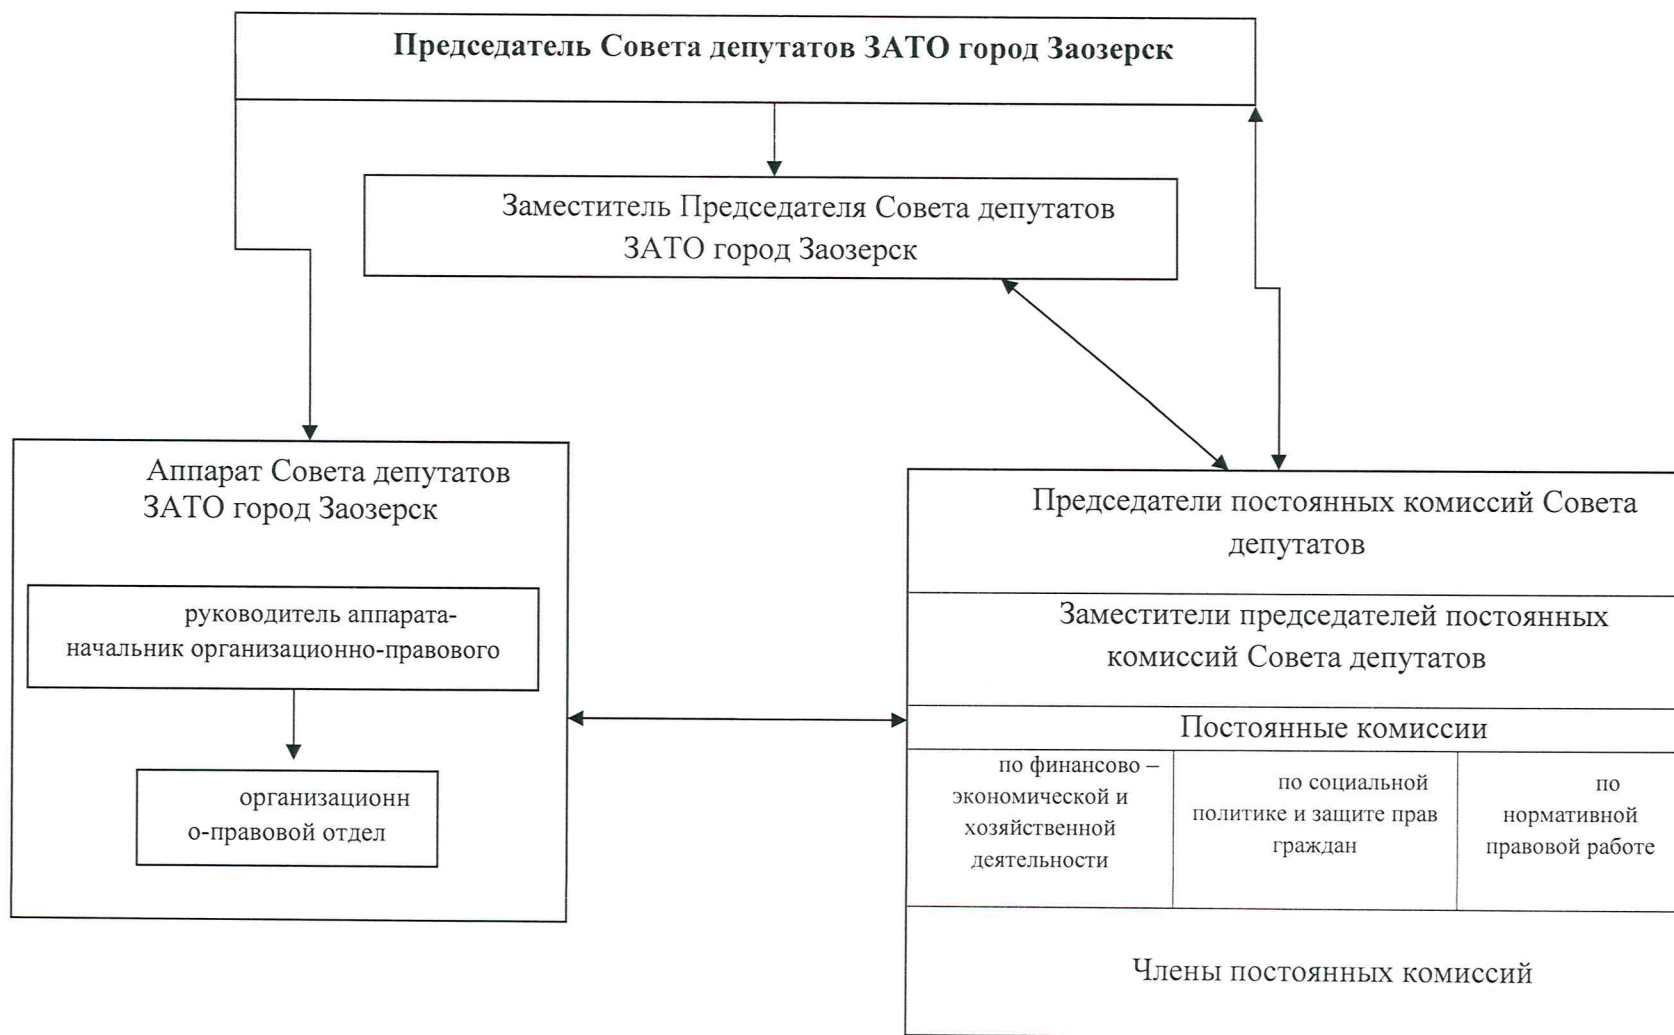 Председатель Совета депутатов ЗАТО город Заозерск
Заместитель Председателя Совета депутатов
ЗАТО город Заозерск
Аппарат Совета депутатов
ЗАТО город Заозерск
руководитель аппарата-
начальник организационно-правового
организационн
о-правовой отдел
Председатели постоянных комиссий Совета
депутатов
Заместители председателей постоянных
комиссий Совета депутатов
Постоянные комиссии
по финансово –
экономической и
хозяйственной
деятельности
по социальной
политике и защите прав
граждан
по
нормативной
правовой работе
Члены постоянных комиссий